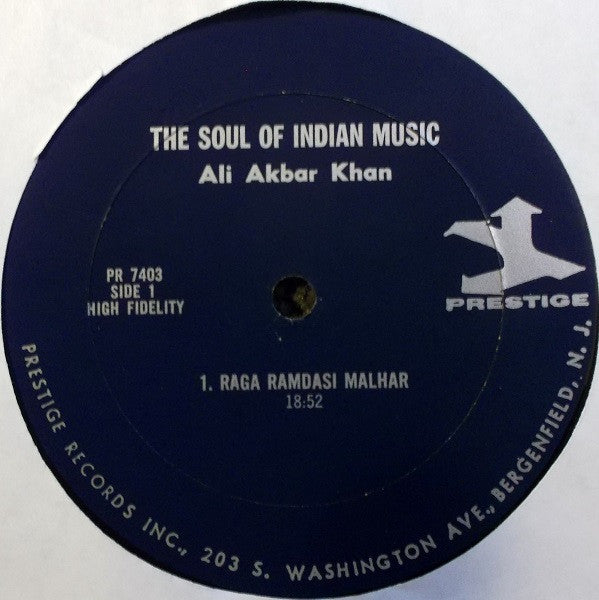 THE SOUL OF INDIAN MUSIC
Ali Akbar Khan
PR 7403
SIDE 1
HIGH FIDELITY
PRESTIGE
1. RAGA RAMDASI MALHAR
18:52
PRESTIGE RECORDS INC., 203 S. WASHINGTON AVE., BERGENFIELD, N. J.